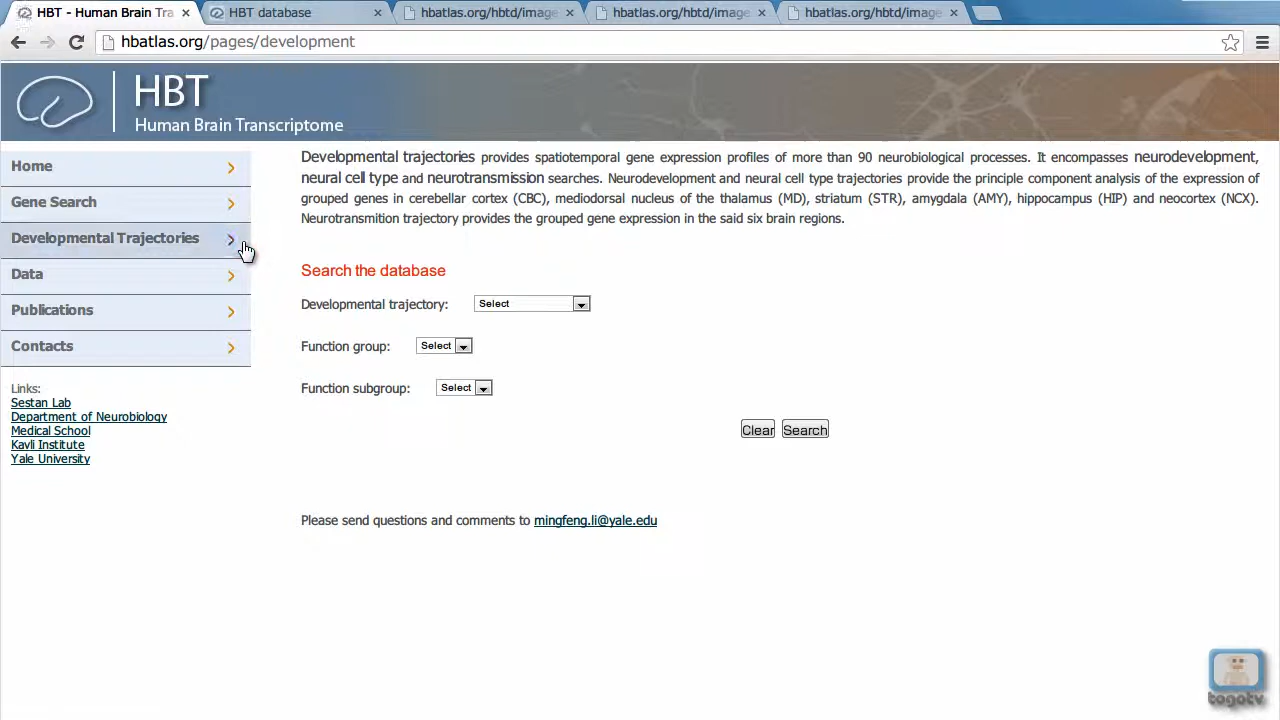 HBT - Human Brain Tra
HBT database
hbatlas.org/hbtd/image
hbatlas.org/hbtd/image
hbatlas.org/hbtd/image
hbatlas.org/pages/development
HBT
Human Brain Transcriptome
Home
Gene Search
Developmental Trajectories
Data
Publications
Contacts
Links:
Sestan Lab
Department of Neurobiology
Medical School
Kavli Institute
Yale University
Developmental trajectories provides spatiotemporal gene expression profiles of more than 90 neurobiological processes. It encompasses neurodevelopment,
neural cell type and neurotransmission searches. Neurodevelopment and neural cell type trajectories provide the principle component analysis of the expression of
grouped genes in cerebellar cortex (CBC), mediodorsal nucleus of the thalamus (MD), striatum (STR), amygdala (AMY), hippocampus (HIP) and neocortex (NCX).
Neurotransmition trajectory provides the grouped gene expression in the said six brain regions.
Search the database
Developmental trajectory: Select
Function group: Select
Function subgroup: Select
Clear Search
Please send questions and comments to mingfeng.li@yale.edu
togotv